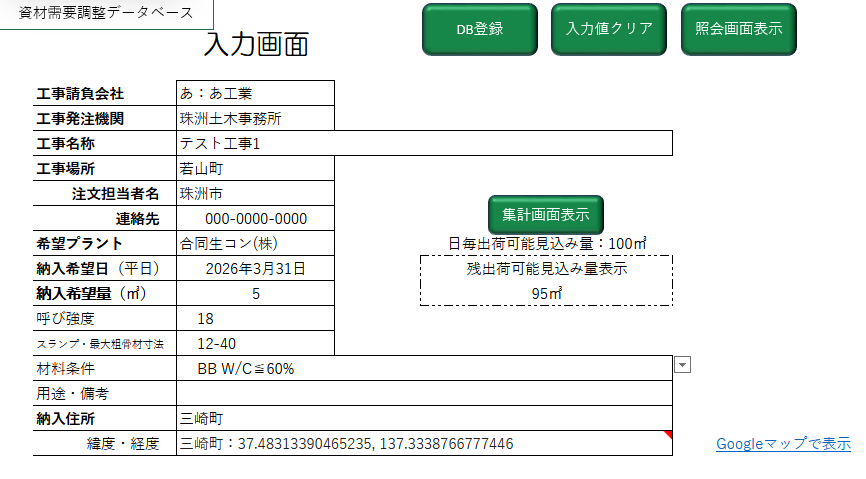 資材需要調整データベース
入力画面
DB登録
入力値クリア
照会画面表示
工事請負会社 あ：あ工業
工事発注機関 珠洲土木事務所
工事名称 テスト工事1
工事場所 若山町
注文担当者名 珠洲市
連絡先 000-0000-0000
集計画面表示
希望プラント 合同生コン(株)
日毎出荷可能見込み量：100㎥
納入希望日（平日） 2026年3月31日
残出荷可能見込み量表示
納入希望量（㎥） 5
95㎥
呼び強度 18
スランプ・最大粗骨材寸法 12-40
材料条件 BB W/C≦60%
用途・備考
納入住所 三崎町
緯度・経度 三崎町：37.48313390465235, 137.3338766777446
Googleマップで表示